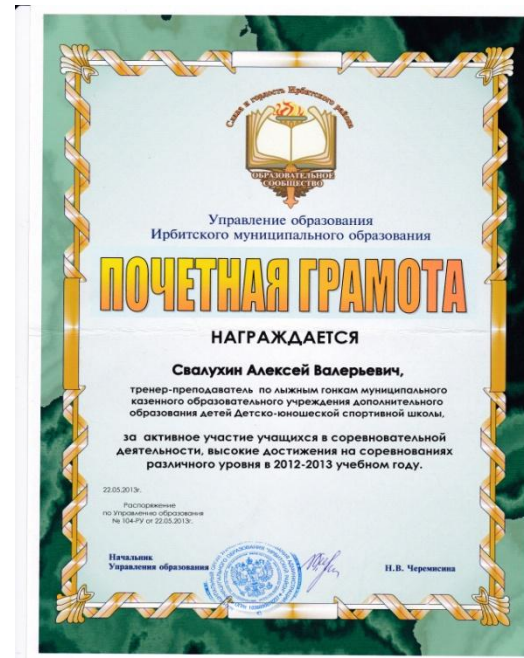 Слава и гордость Ирбитского района
ОБРАЗОВАТЕЛЬНОЕ
СООБЩЕСТВО
Управление образования
Ирбитского муниципального образования
ПОЧЕТНАЯ ГРАМОТА
НАГРАЖДАЕТСЯ
Свалухин Алексей Валерьевич,
тренер-преподаватель по лыжным гонкам муниципального
казенного образовательного учреждения дополнительного
образования детей Детско-юношеской спортивной школы,
за активное участие учащихся в соревновательной
деятельности, высокие достижения на соревнованиях
различного уровня в 2012-2013 учебном году.
22.05.2013г.
Распоряжение
по Управлению образования
№ 104-РУ от 22.05.2013г.
Начальник
Управления образования
Н.В. Черемисина